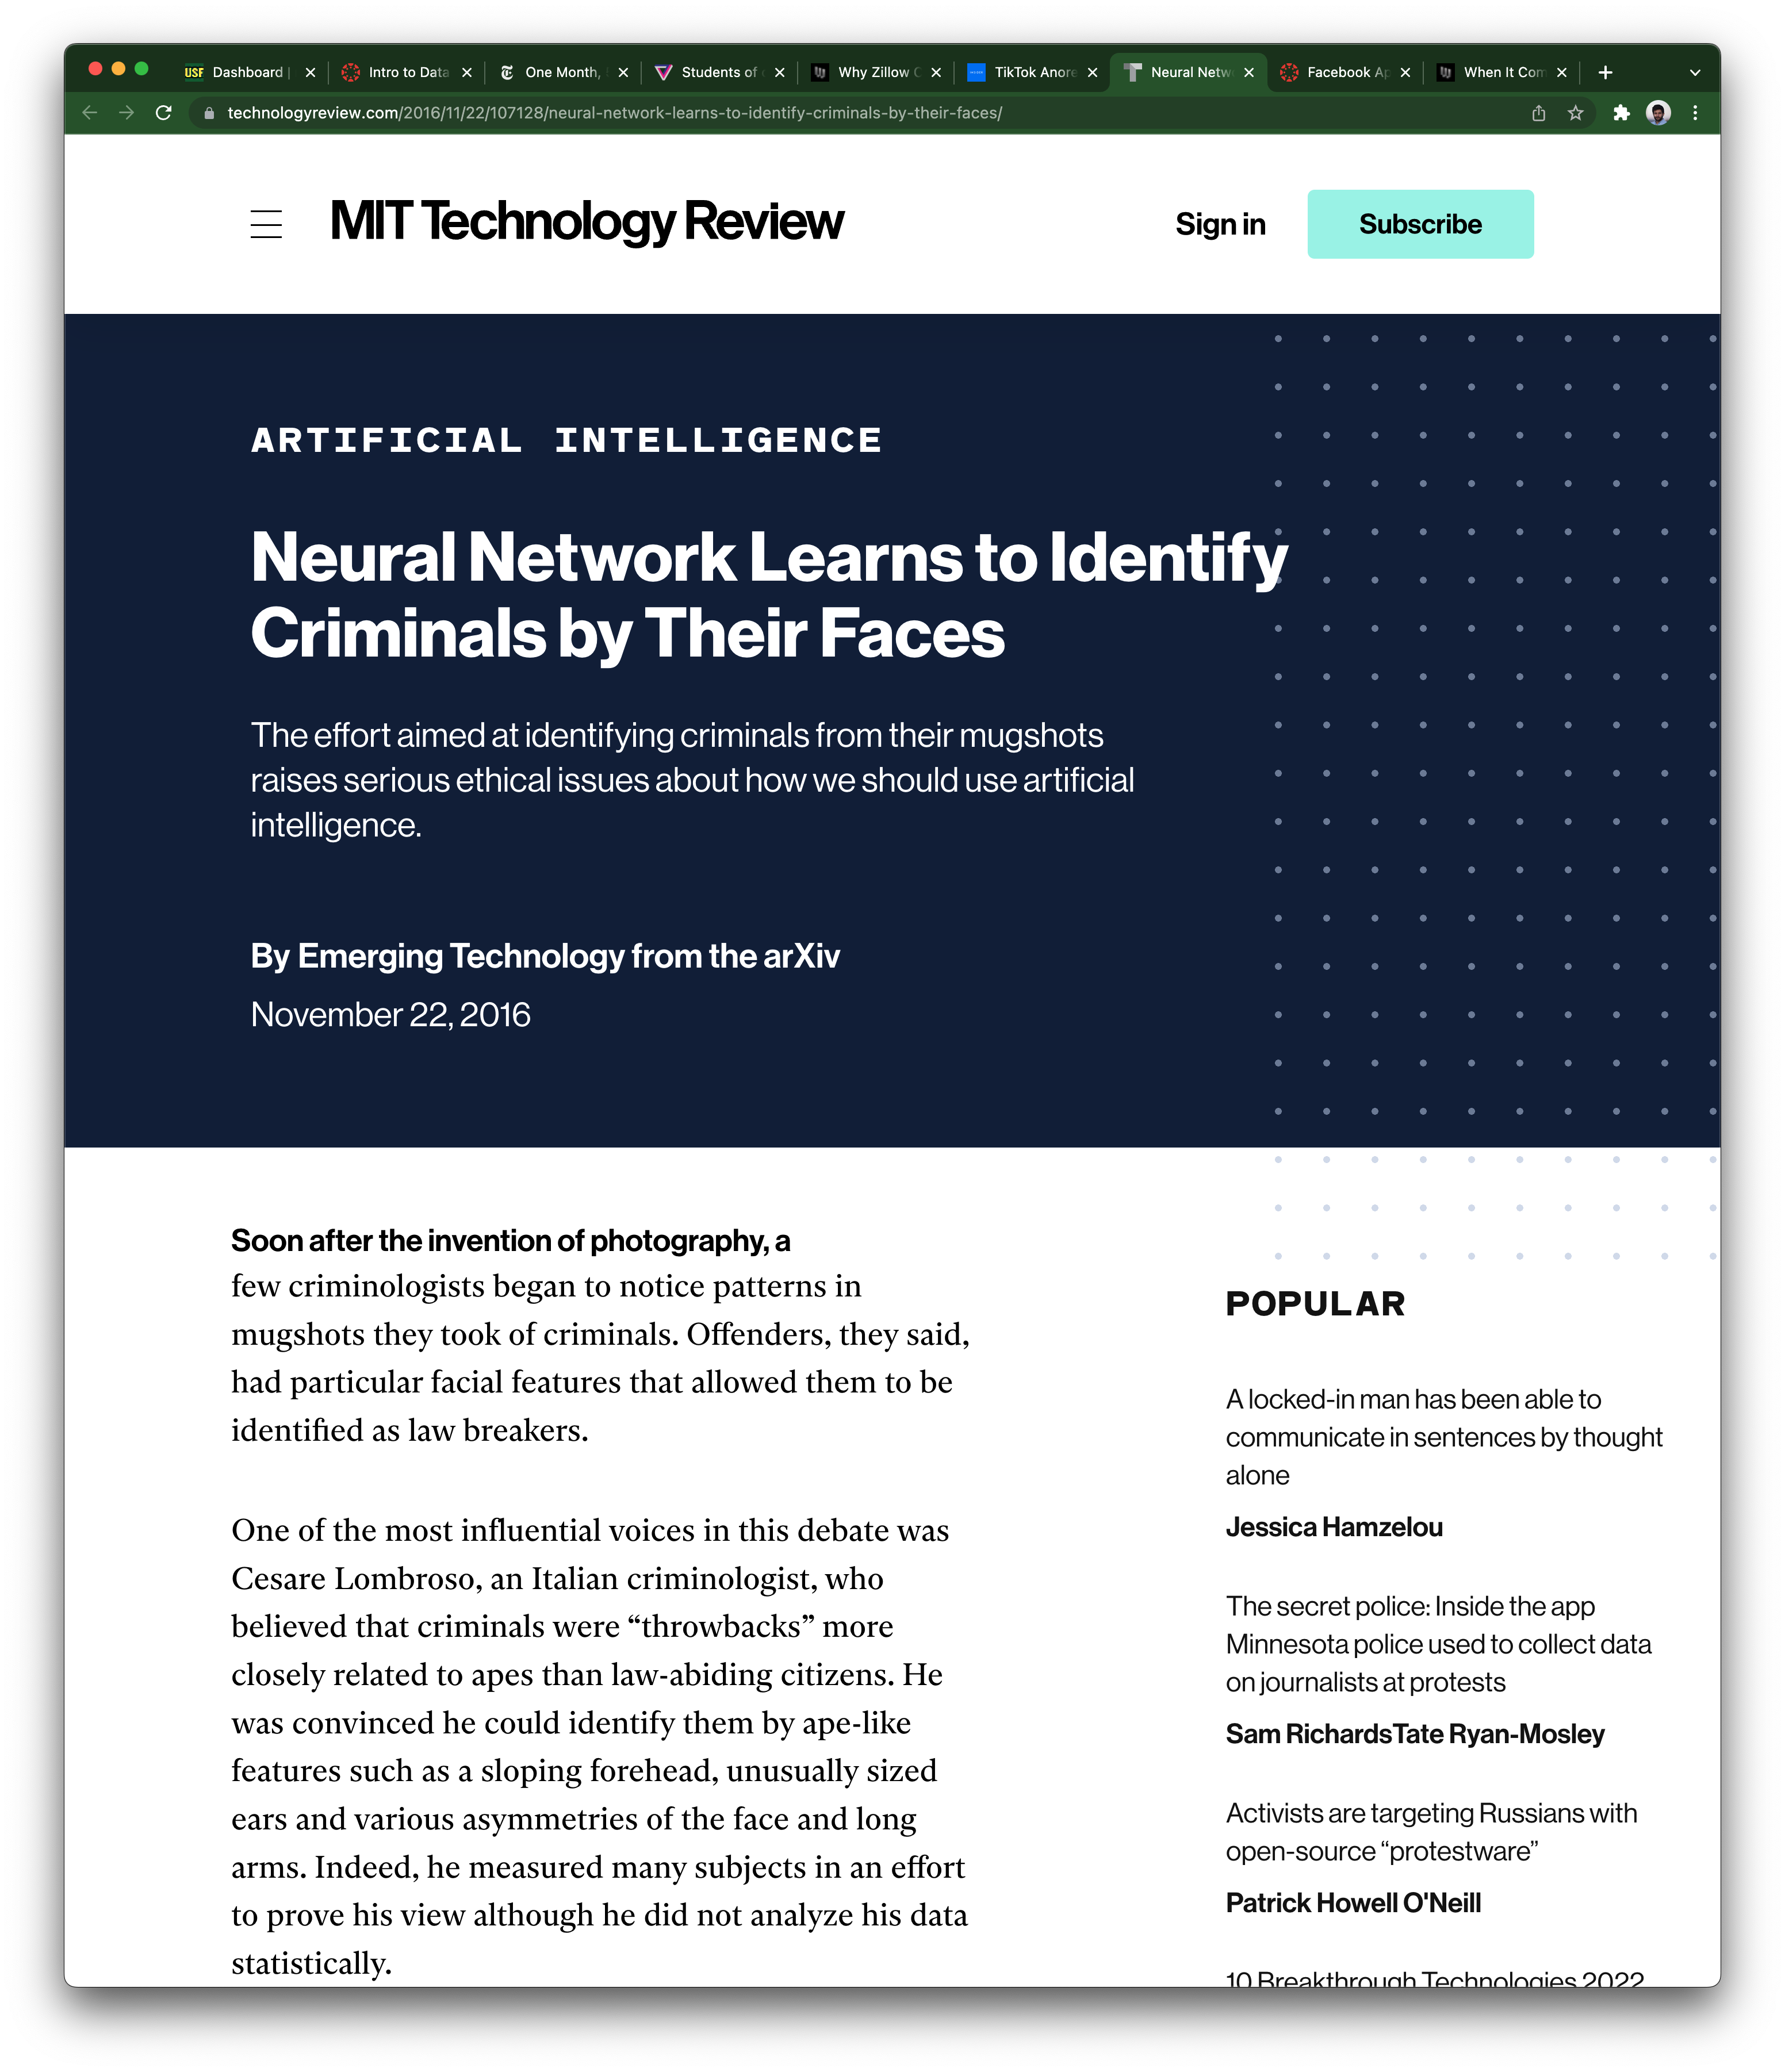 USF Dashboard |
Intro to Data
One Month,
Students of
Why Zillow
TikTok Anore
Neural Netw
Facebook Ap
When It Com
technologyreview.com/2016/11/22/107128/neural-network-learns-to-identify-criminals-by-their-faces/
MIT Technology Review
Sign in
Subscribe
ARTIFICIAL INTELLIGENCE
Neural Network Learns to Identify
Criminals by Their Faces
The effort aimed at identifying criminals from their mugshots
raises serious ethical issues about how we should use artificial
intelligence.
By Emerging Technology from the arXiv
November 22, 2016
Soon after the invention of photography, a
few criminologists began to notice patterns in
mugshots they took of criminals. Offenders, they said,
had particular facial features that allowed them to be
identified as law breakers.
One of the most influential voices in this debate was
Cesare Lombroso, an Italian criminologist, who
believed that criminals were “throwbacks” more
closely related to apes than law-abiding citizens. He
was convinced he could identify them by ape-like
features such as a sloping forehead, unusually sized
ears and various asymmetries of the face and long
arms. Indeed, he measured many subjects in an effort
to prove his view although he did not analyze his data
statistically.
POPULAR
A locked-in man has been able to
communicate in sentences by thought
alone
Jessica Hamzelou
The secret police: Inside the app
Minnesota police used to collect data
on journalists at protests
Sam RichardsTate Ryan-Mosley
Activists are targeting Russians with
open-source “protestware”
Patrick Howell O'Neill
10 Breakthrough Technologies 2022